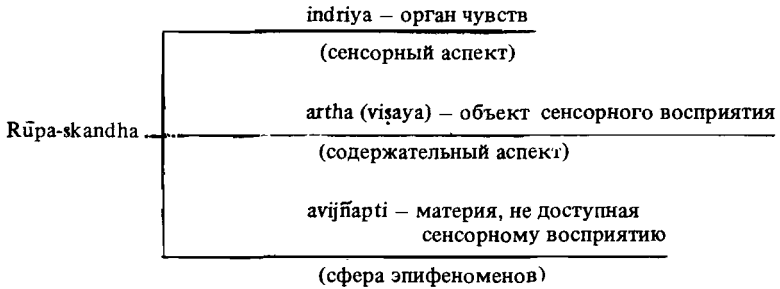 indriya – орган чувств
(сенсорный аспект)
artha (viṣaya) – объект сенсорного восприятия
Rūpa-skandha
(содержательный аспект)
avijñapti – материя, не доступная
сенсорному восприятию
(сфера эпифеноменов)